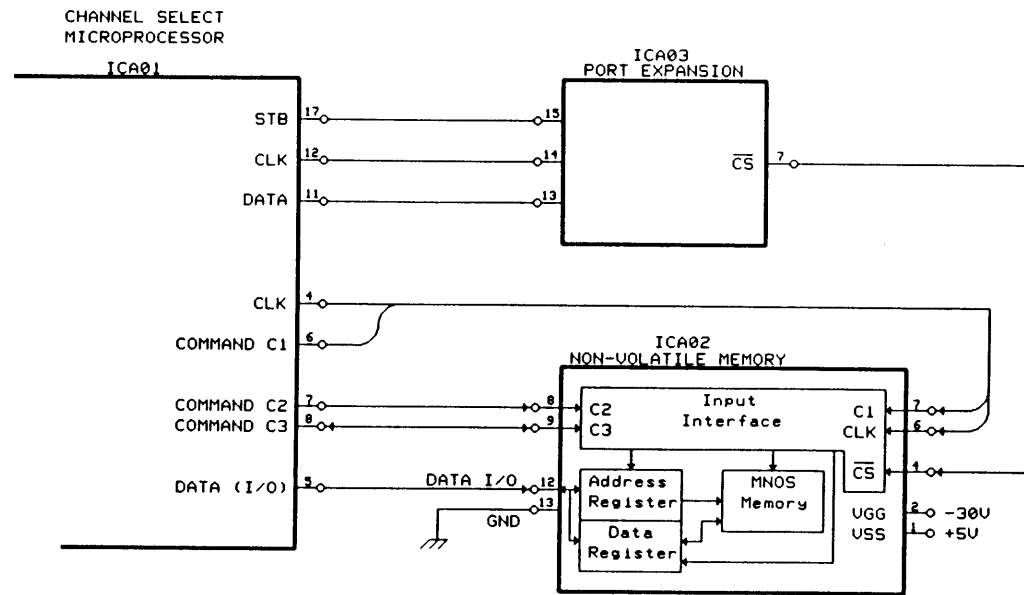 CHANNEL SELECT
MICROPROCESSOR
ICA01
ICA03
PORT EXPANSION
STB 17 15
CLK 12 14
DATA 11 13
CS 7
CLK 4
COMMAND C1 6
ICA02
NON-VOLATILE MEMORY
COMMAND C2 7 8 C2
COMMAND C3 8 9 C3
Input
Interface
C1 7
CLK 6
CS 4
DATA (I/O) 5 DATA I/O 12
GND 13
Address
Register
Data
Register
MNOS
Memory
VGG 2 -30V
VSS 1 +5V